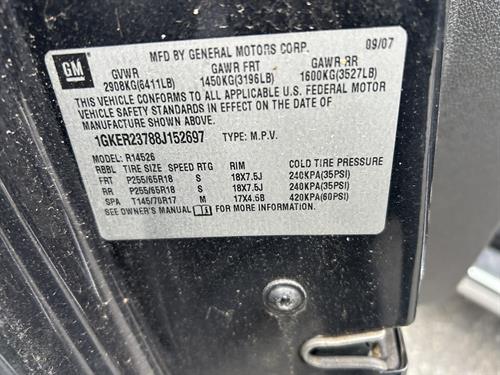 GM
MFD BY GENERAL MOTORS CORP. 09/07
GVWR GAWR FRT GAWR RR
2908KG(6411LB) 1450KG(3196LB) 1600KG(3527LB)
THIS VEHICLE CONFORMS TO ALL APPLICABLE U.S. FEDERAL MOTOR
VEHICLE SAFETY STANDARDS IN EFFECT ON THE DATE OF
MANUFACTURE SHOWN ABOVE.
1GKER23788J152697 TYPE: M.P.V.
MODEL: R14526
RBBL TIRE SIZE SPEED RTG RIM COLD TIRE PRESSURE
FRT P255/65R18 S 18X7.5J 240KPA(35PSI)
RR P255/65R18 S 18X7.5J 240KPA(35PSI)
SPA T145/70R17 M 17X4.5B 420KPA(60PSI)
SEE OWNER'S MANUAL FOR MORE INFORMATION.